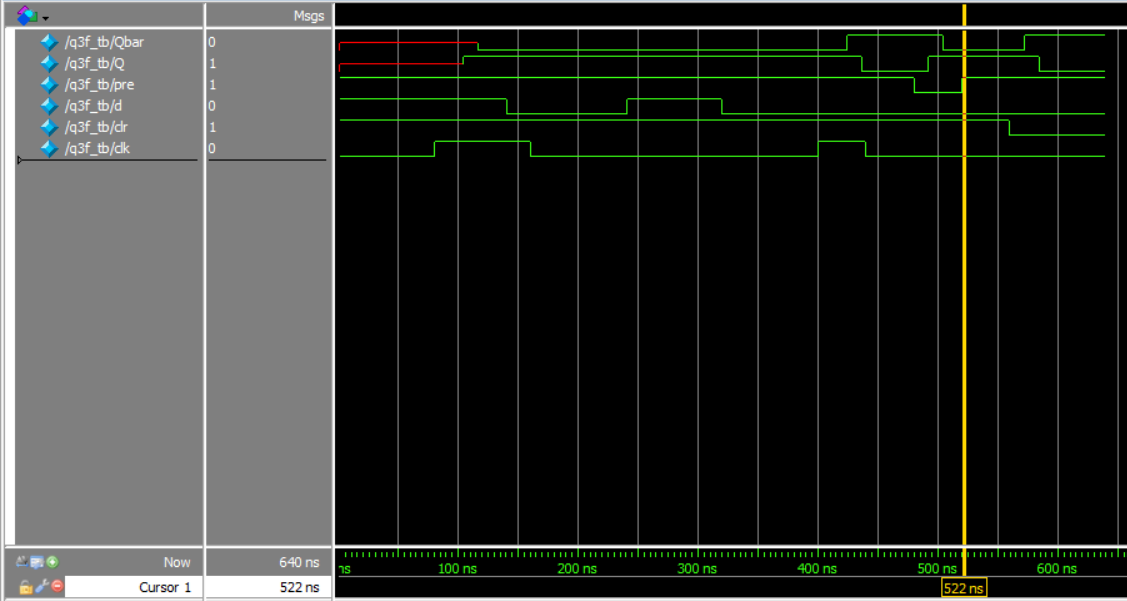 Msgs
/q3f_tb/Qbar 0
/q3f_tb/Q 1
/q3f_tb/pre 1
/q3f_tb/d 0
/q3f_tb/clr 1
/q3f_tb/clk 0
Now 640 ns ns 100 ns 200 ns 300 ns 400 ns 500 ns 600 ns
Cursor 1 522 ns 522 ns